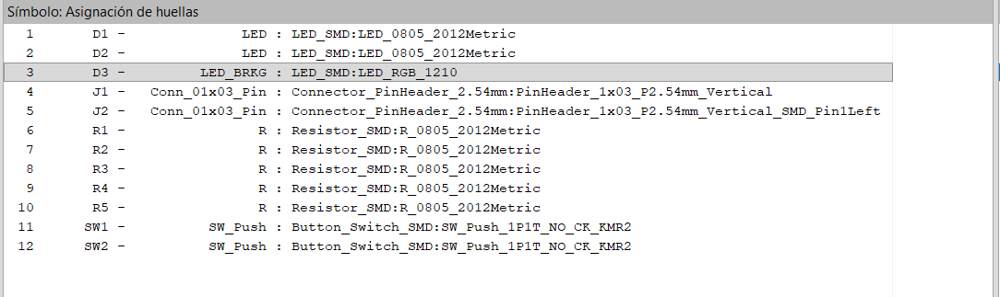 Símbolo: Asignación de huellas
1 D1 - LED : LED_SMD:LED_0805_2012Metric
2 D2 - LED : LED_SMD:LED_0805_2012Metric
3 D3 - LED_BRKG : LED_SMD:LED_RGB_1210
4 J1 - Conn_01x03_Pin : Connector_PinHeader_2.54mm:PinHeader_1x03_P2.54mm_Vertical
5 J2 - Conn_01x03_Pin : Connector_PinHeader_2.54mm:PinHeader_1x03_P2.54mm_Vertical_SMD_Pin1Left
6 R1 - R : Resistor_SMD:R_0805_2012Metric
7 R2 - R : Resistor_SMD:R_0805_2012Metric
8 R3 - R : Resistor_SMD:R_0805_2012Metric
9 R4 - R : Resistor_SMD:R_0805_2012Metric
10 R5 - R : Resistor_SMD:R_0805_2012Metric
11 SW1 - SW_Push : Button_Switch_SMD:SW_Push_1P1T_NO_CK_KMR2
12 SW2 - SW_Push : Button_Switch_SMD:SW_Push_1P1T_NO_CK_KMR2